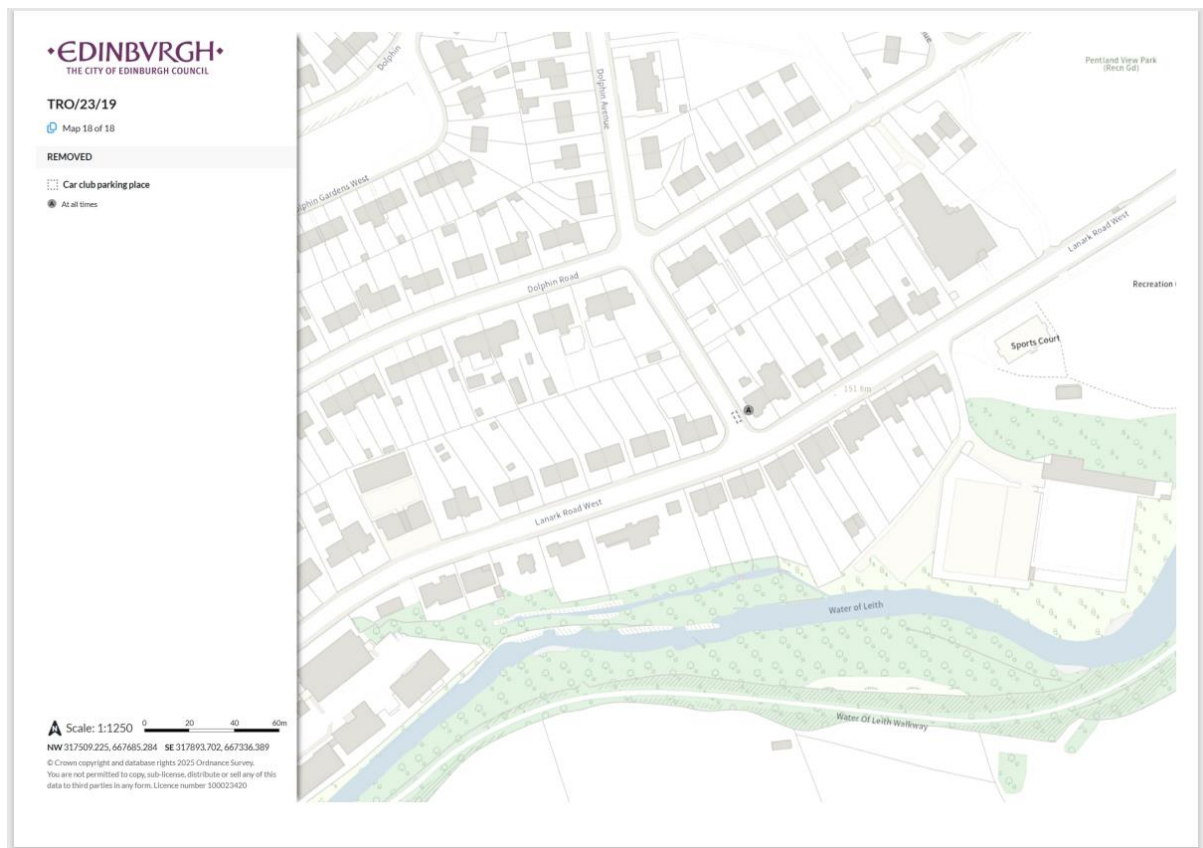 EDINBVRGH
THE CITY OF EDINBURGH COUNCIL
TRO/23/19
Map 18 of 18
REMOVED
Car club parking place
A At all times
Scale: 1:1250
0 20 40 60m
NW 317509.225, 667685.284 SE 317893.702, 667336.389
© Crown copyright and database rights 2025 Ordnance Survey.
You are not permitted to copy, sub-license, distribute or sell any of this
data to third parties in any form. Licence number 100023420
Dolphin
Dolphin Avenue
ue
Pentland View Park
(Recn Gd)
olphin Gardens West
Lanark Road West
Dolphin Road
Recreation
Sports Court
151.6m
A
Lanark Road West
Water of Leith
Water Of Leith Walkway